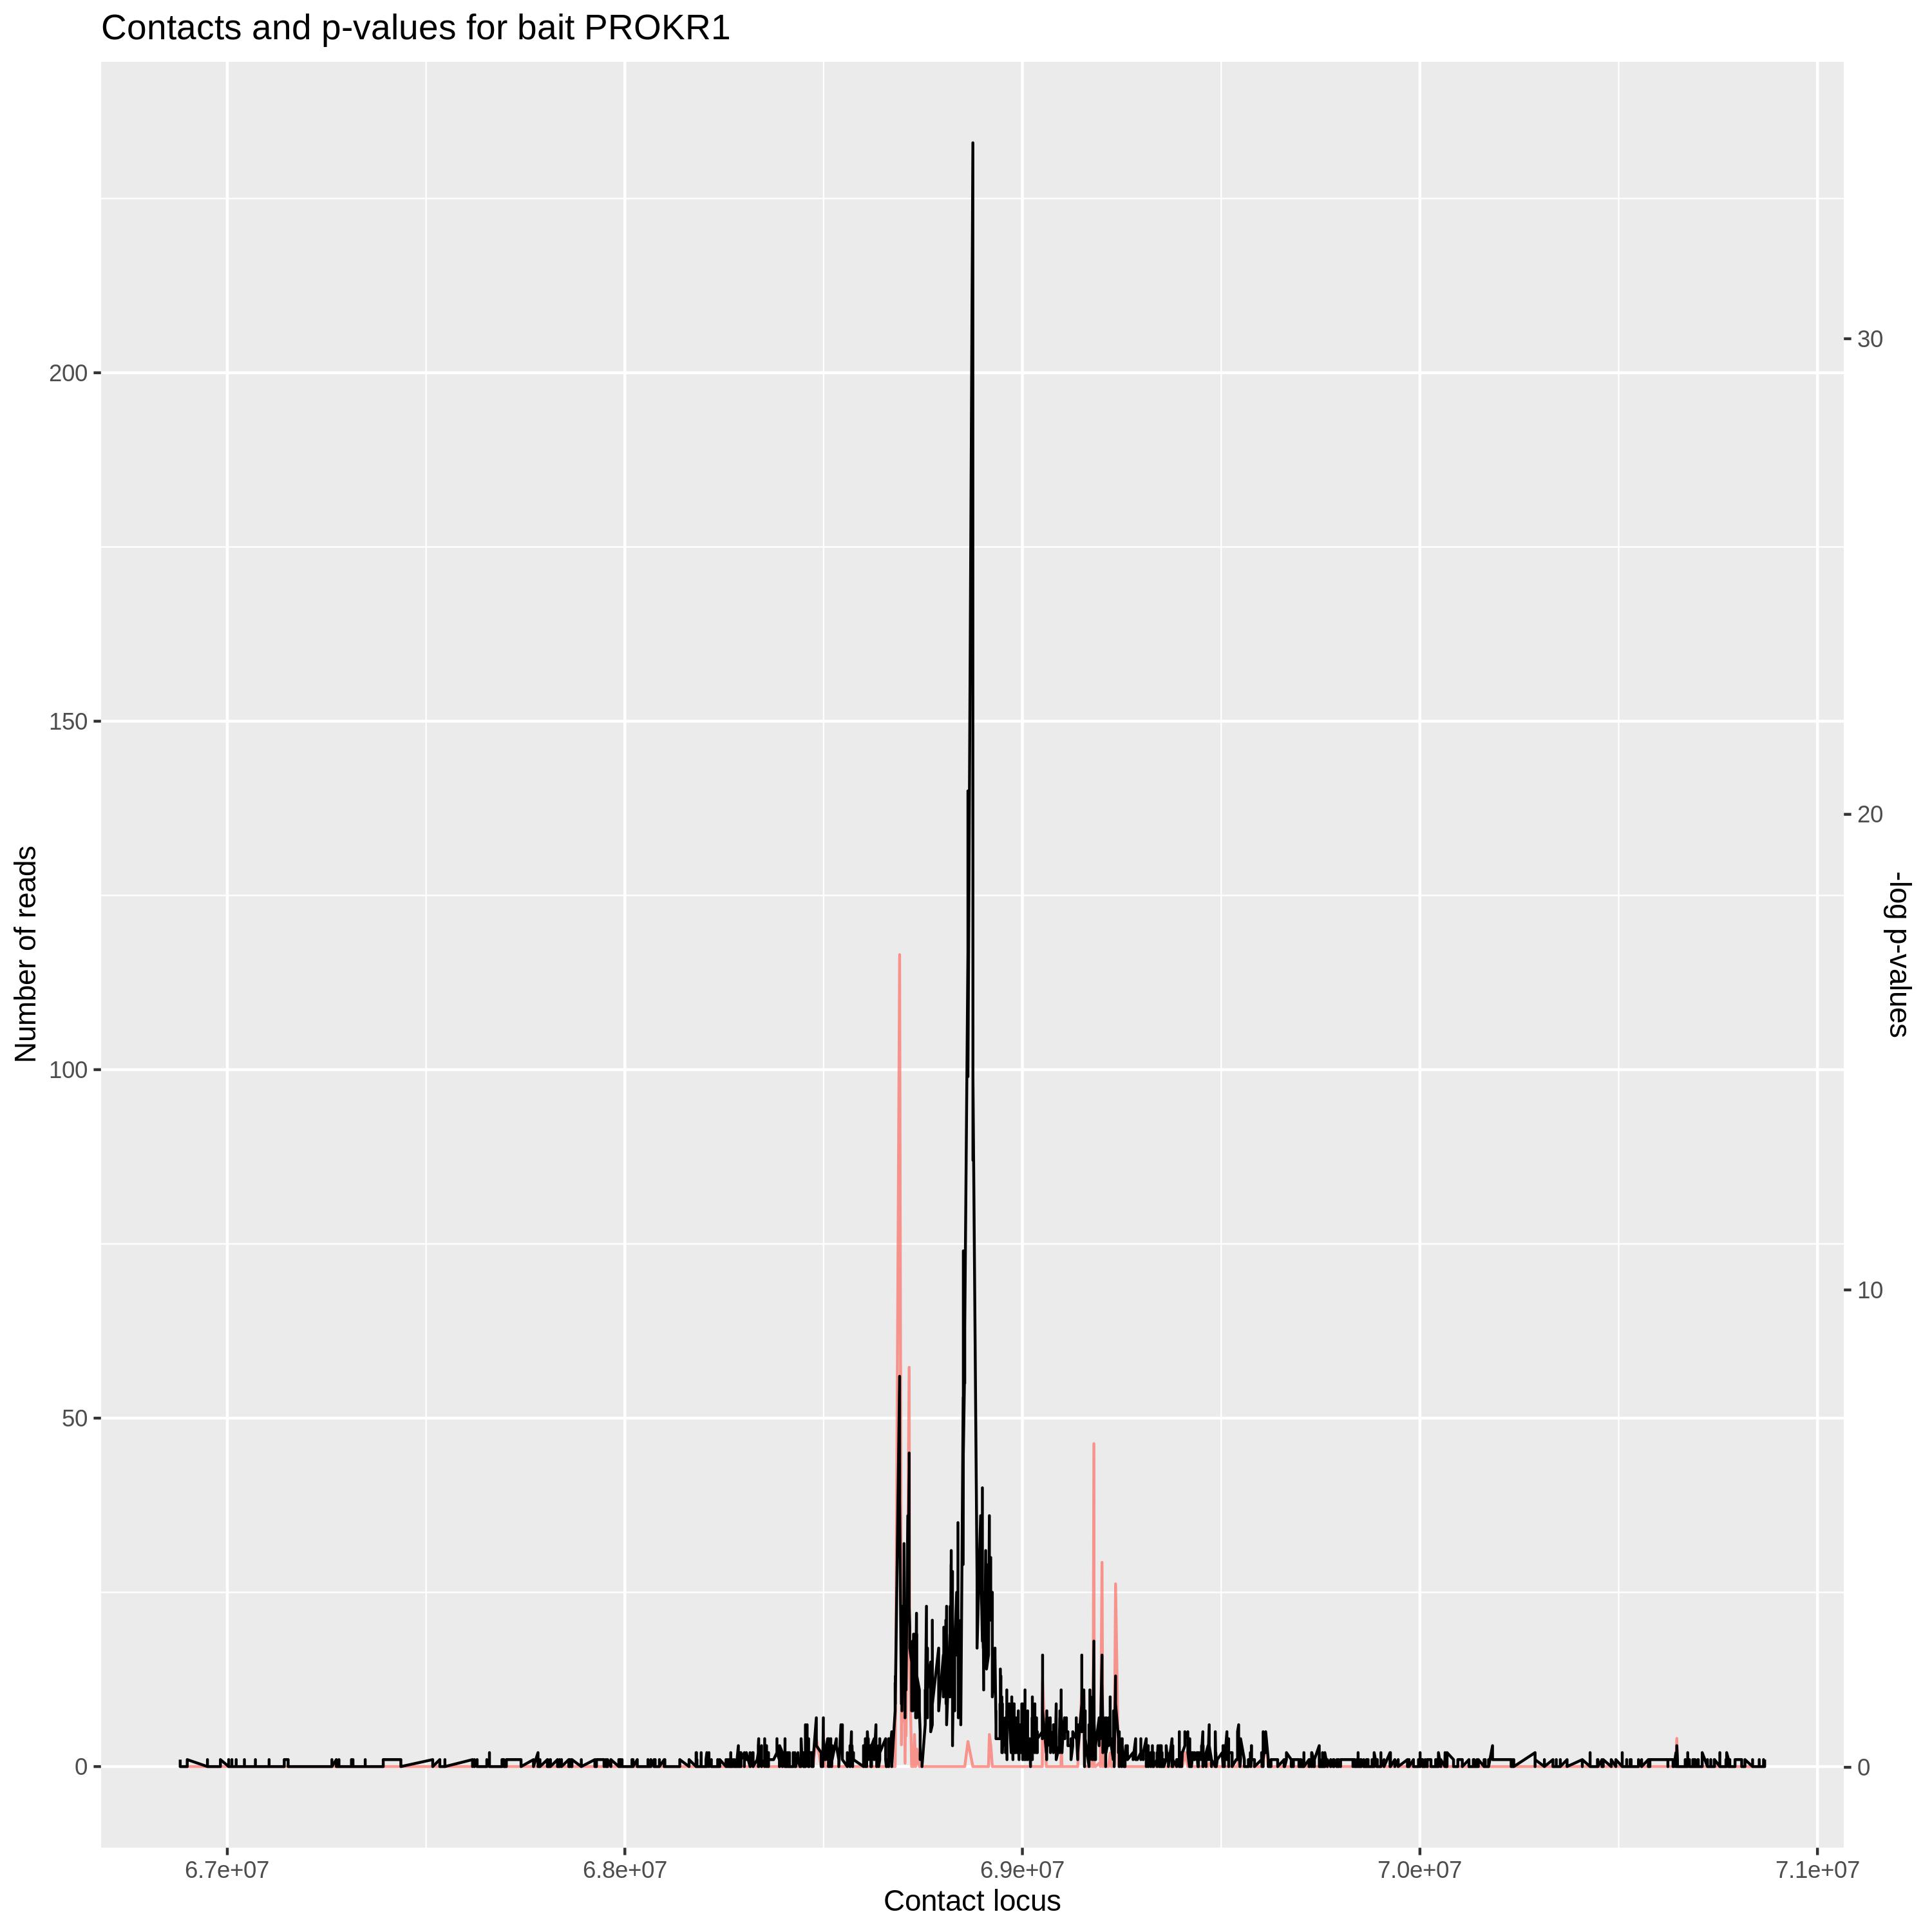 Contacts and p-values for bait PROKR1
Number of reads
200
150
100
50
0
30
20
10
0
-log p-values
6.7e+07 6.8e+07 6.9e+07 7.0e+07 7.1e+07
Contact locus